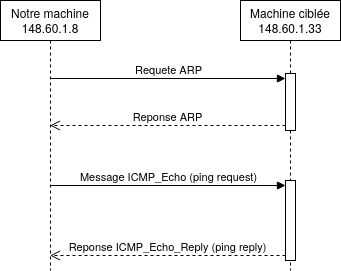 Notre machine
148.60.1.8
Machine ciblée
148.60.1.33
Requete ARP
Reponse ARP
Message ICMP_Echo (ping request)
Reponse ICMP_Echo_Reply (ping reply)